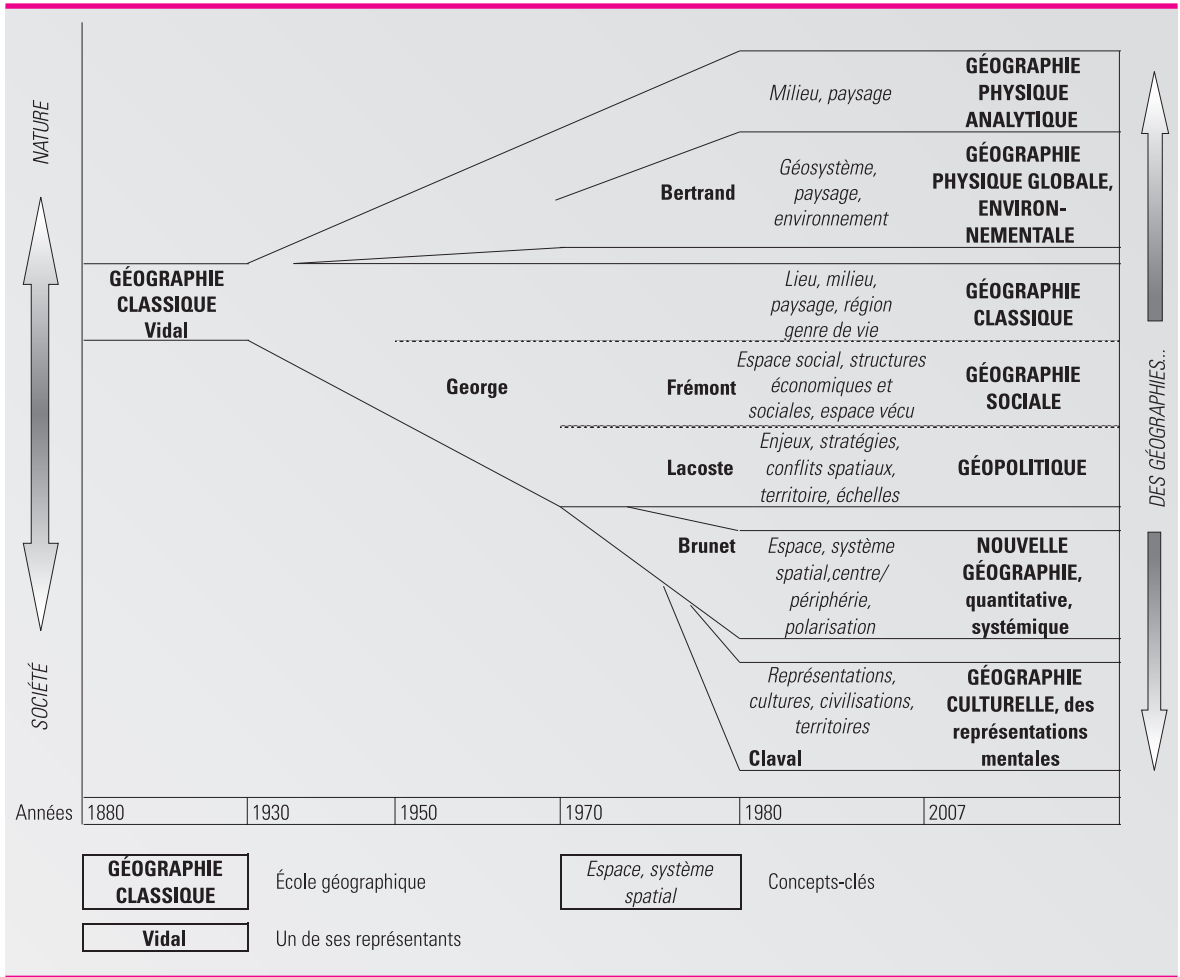 NATURE
SOCIÉTÉ
GÉOGRAPHIE
CLASSIQUE
Vidal
Milieu, paysage
GÉOGRAPHIE
PHYSIQUE
ANALYTIQUE
Bertrand
Géosystème,
paysage,
environnement
GÉOGRAPHIE
PHYSIQUE GLOBALE,
ENVIRON-
NEMENTALE
Lieu, milieu,
paysage, région
genre de vie
GÉOGRAPHIE
CLASSIQUE
George
Frémont
Espace social, structures
économiques et
sociales, espace vécu
GÉOGRAPHIE
SOCIALE
Lacoste
Enjeux, stratégies,
conflits spatiaux,
territoire, échelles
GÉOPOLITIQUE
Brunet
Espace, système
spatial,centre/
périphérie,
polarisation
NOUVELLE
GÉOGRAPHIE,
quantitative,
systémique
Représentations,
cultures, civilisations,
territoires
Claval
GÉOGRAPHIE
CULTURELLE, des
représentations
mentales
DES GÉOGRAPHIES...
Années 1880 1930 1950 1970 1980 2007
GÉOGRAPHIE
CLASSIQUE
École géographique
Espace, système
spatial
Concepts-clés
Vidal
Un de ses représentants